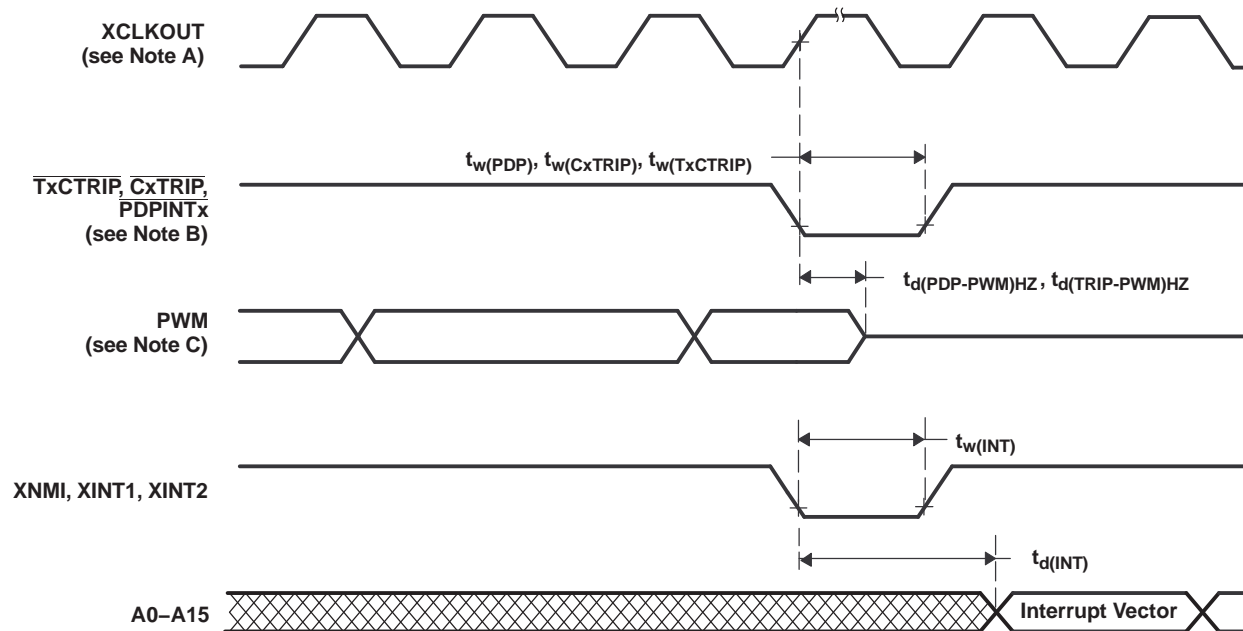 XCLKOUT
(see Note A)
tw(PDP), tw(CxTRIP), tw(TxCTRIP)
TxCTRIP, CxTRIP,
PDPINTx
(see Note B)
td(PDP-PWM)HZ, td(TRIP-PWM)HZ
PWM
(see Note C)
tw(INT)
XNMI, XINT1, XINT2
td(INT)
A0–A15
Interrupt Vector